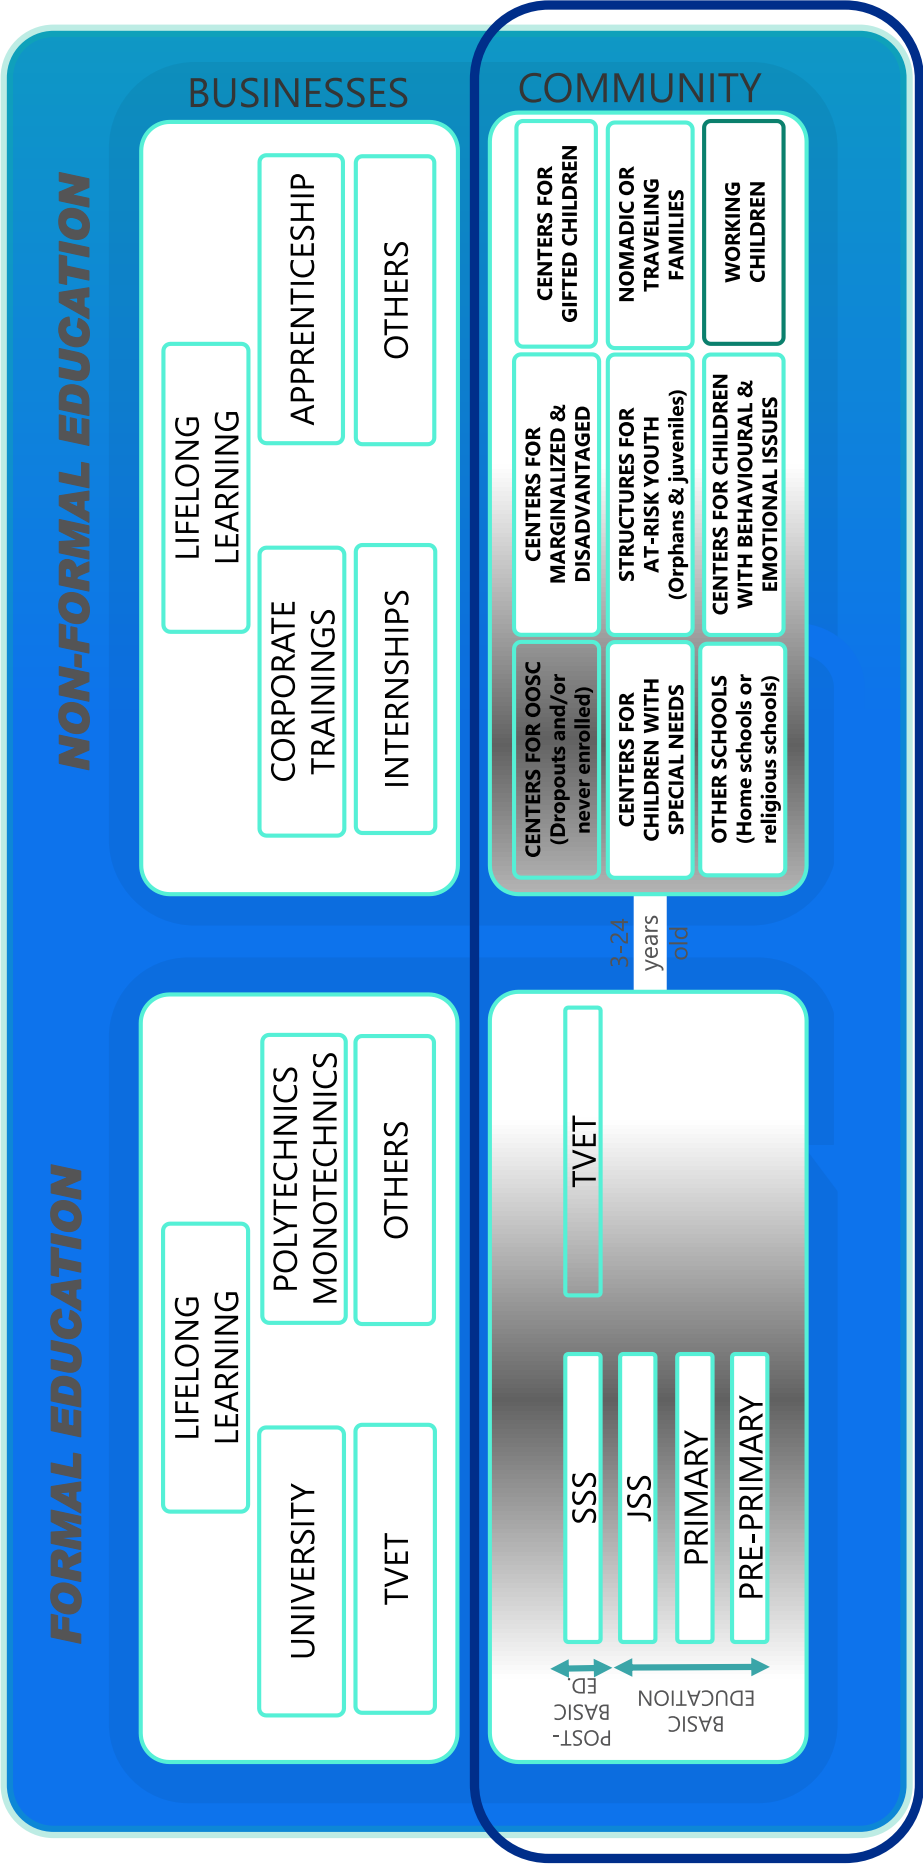 FORMAL EDUCATION
LIFELONG
LEARNING
UNIVERSITY
POLYTECHNICS
MONOTECHNICS
TVET
OTHERS
POST-
BASIC
ED.
BASIC
EDUCATION
SSS
TVET
JSS
PRIMARY
PRE-PRIMARY
3-24
years
old
NON-FORMAL EDUCATION
BUSINESSES
LIFELONG
LEARNING
CORPORATE
TRAININGS
APPRENTICESHIP
INTERNSHIPS
OTHERS
COMMUNITY
CENTERS FOR OOSC
(Dropouts and/or
never enrolled)
CENTERS FOR
MARGINALIZED &
DISADVANTAGED
CENTERS FOR
GIFTED CHILDREN
CENTERS FOR
CHILDREN WITH
SPECIAL NEEDS
STRUCTURES FOR
AT-RISK YOUTH
(Orphans & juveniles)
NOMADIC OR
TRAVELING
FAMILIES
OTHER SCHOOLS
(Home schools or
religious schools)
CENTERS FOR CHILDREN
WITH BEHAVIOURAL &
EMOTIONAL ISSUES
WORKING
CHILDREN